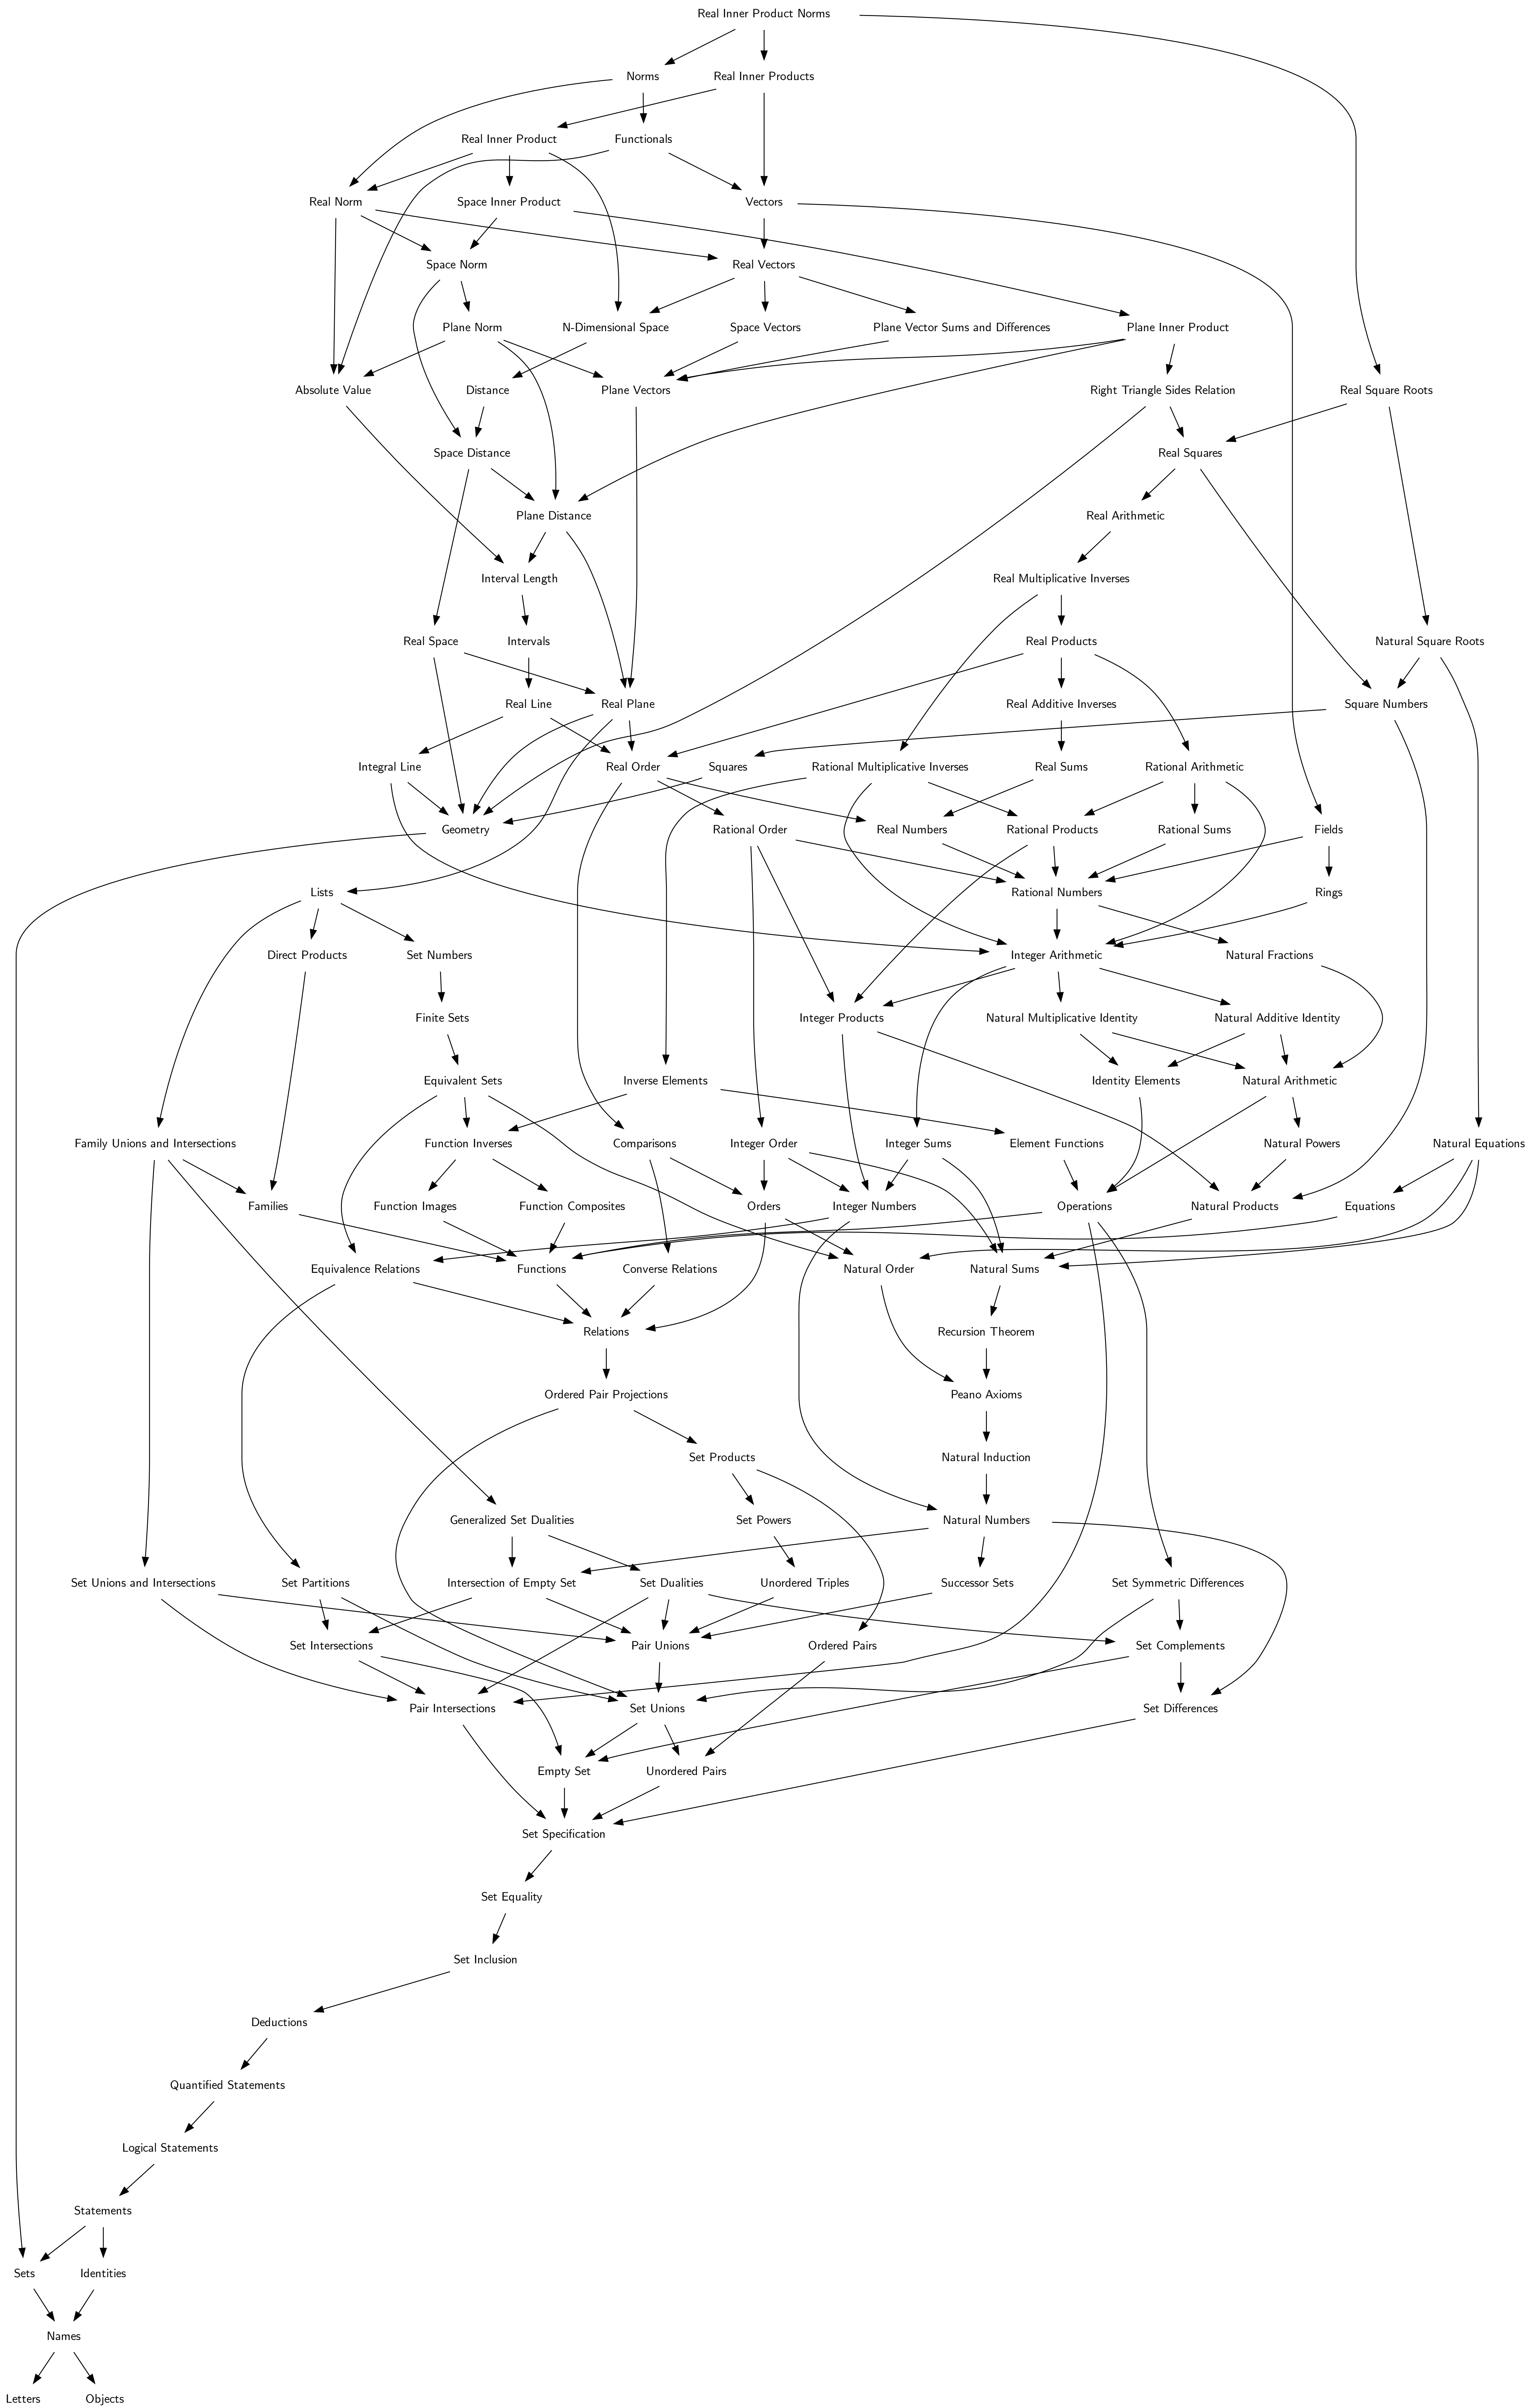 Real Inner Product Norms
Norms
Real Inner Products
Real Inner Product
Functionals
Real Norm
Space Inner Product
Vectors
Space Norm
Real Vectors
Plane Norm
N-Dimensional Space
Space Vectors
Plane Vector Sums and Differences
Plane Inner Product
Absolute Value
Distance
Plane Vectors
Right Triangle Sides Relation
Real Square Roots
Space Distance
Real Squares
Plane Distance
Real Arithmetic
Interval Length
Real Multiplicative Inverses
Real Space
Intervals
Real Products
Natural Square Roots
Real Line
Real Plane
Real Additive Inverses
Square Numbers
Integral Line
Real Order
Squares
Rational Multiplicative Inverses
Real Sums
Rational Arithmetic
Geometry
Rational Order
Real Numbers
Rational Products
Rational Sums
Fields
Lists
Rational Numbers
Rings
Direct Products
Set Numbers
Integer Arithmetic
Natural Fractions
Finite Sets
Integer Products
Natural Multiplicative Identity
Natural Additive Identity
Equivalent Sets
Inverse Elements
Identity Elements
Natural Arithmetic
Family Unions and Intersections
Function Inverses
Comparisons
Integer Order
Integer Sums
Element Functions
Natural Powers
Natural Equations
Families
Function Images
Function Composites
Orders
Integer Numbers
Operations
Natural Products
Equations
Equivalence Relations
Functions
Converse Relations
Natural Order
Natural Sums
Relations
Recursion Theorem
Ordered Pair Projections
Peano Axioms
Set Products
Natural Induction
Generalized Set Dualities
Set Powers
Natural Numbers
Set Unions and Intersections
Set Partitions
Intersection of Empty Set
Set Dualities
Unordered Triples
Successor Sets
Set Symmetric Differences
Set Intersections
Pair Unions
Ordered Pairs
Set Complements
Pair Intersections
Set Unions
Set Differences
Empty Set
Unordered Pairs
Set Specification
Set Equality
Set Inclusion
Deductions
Quantified Statements
Logical Statements
Statements
Sets
Identities
Names
Letters
Objects